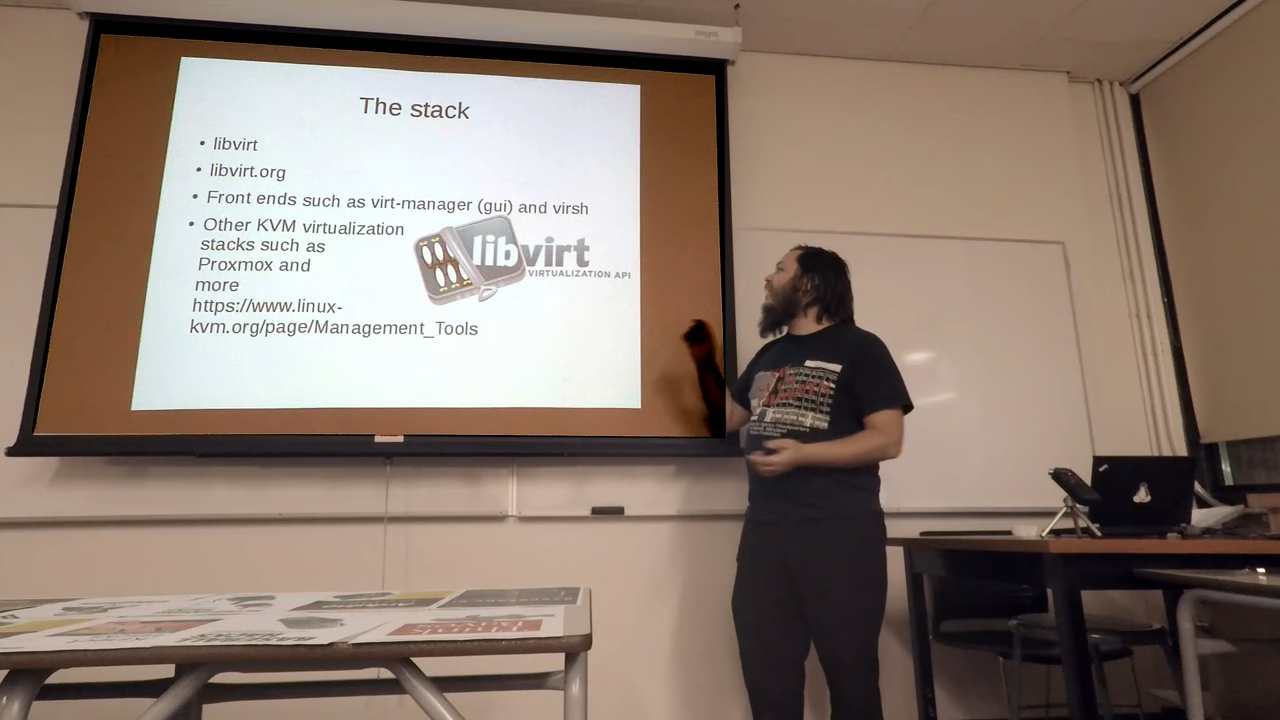 The stack
• libvirt
• libvirt.org
• Front ends such as virt-manager (gui) and virsh
• Other KVM virtualization
stacks such as
Proxmox and
more
https://www.linux-
kvm.org/page/Management_Tools
libvirt
VIRTUALIZATION API